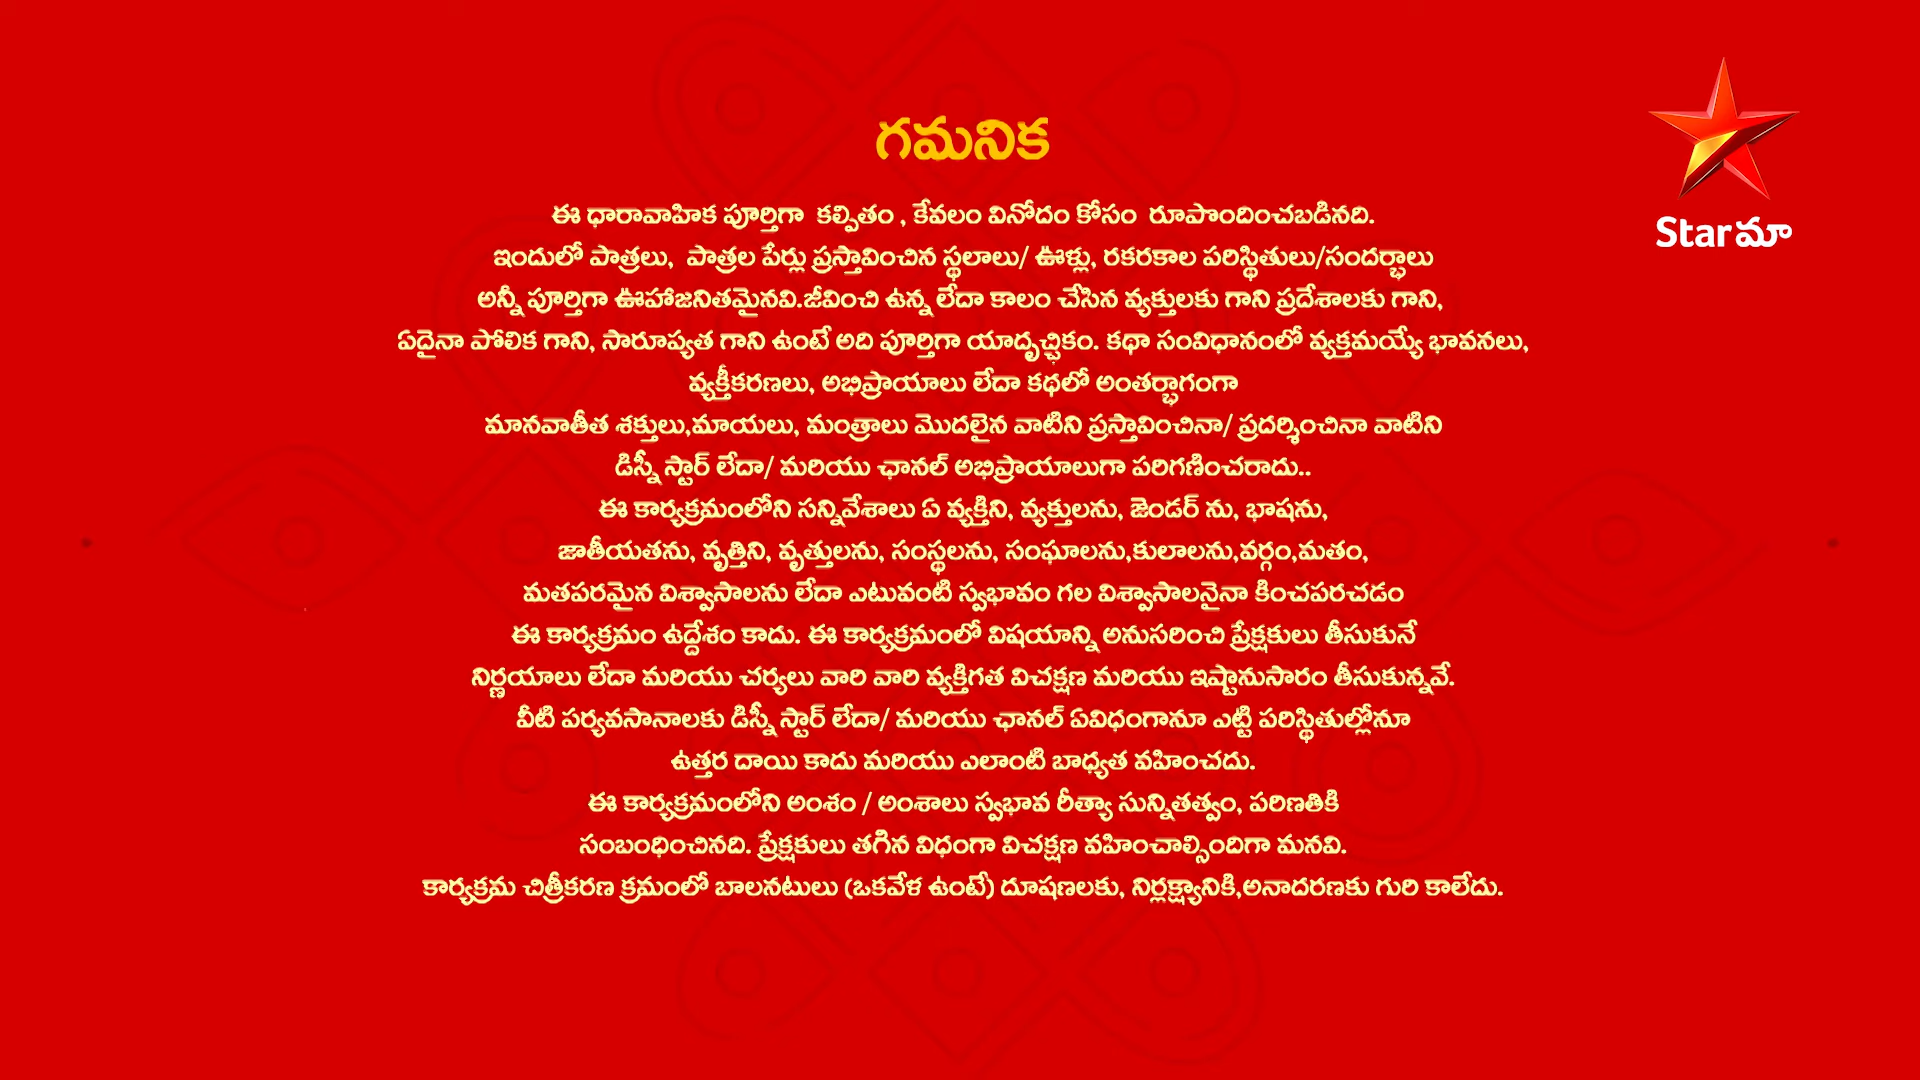 గమనిక
Starమా
ఈ ధారావాహిక పూర్తిగా కల్పితం , కేవలం వినోదం కోసం రూపొందించబడినది.
ఇందులో పాత్రలు, పాత్రల పేర్లు ప్రస్తావించిన స్థలాలు/ ఊళ్లు, రకరకాల పరిస్థితులు/సందర్భాలు
అన్నీ పూర్తిగా ఊహాజనితమైనవి.జీవించి ఉన్న లేదా కాలం చేసిన వ్యక్తులకు గాని ప్రదేశాలకు గాని,
ఏదైనా పోలిక గాని, సారూప్యత గాని ఉంటే అది పూర్తిగా యాదృచ్ఛికం. కథా సంవిధానంలో వ్యక్తమయ్యే భావనలు,
వ్యక్తీకరణలు, అభిప్రాయాలు లేదా కథలో అంతర్భాగంగా
మానవాతీత శక్తులు,మాయలు, మంత్రాలు మొదలైన వాటిని ప్రస్తావించినా/ ప్రదర్శించినా వాటిని
డిస్నీ స్టార్ లేదా/ మరియు ఛానల్ అభిప్రాయాలుగా పరిగణించరాదు..
ఈ కార్యక్రమంలోని సన్నివేశాలు ఏ వ్యక్తిని, వ్యక్తులను, జెండర్ ను, భాషను,
జాతీయతను, వృత్తిని, వృత్తులను, సంస్థలను, సంఘాలను,కులాలను,వర్గం,మతం,
మతపరమైన విశ్వాసాలను లేదా ఎటువంటి స్వభావం గల విశ్వాసాలనైనా కించపరచడం
ఈ కార్యక్రమం ఉద్దేశం కాదు. ఈ కార్యక్రమంలో విషయాన్ని అనుసరించి ప్రేక్షకులు తీసుకునే
నిర్ణయాలు లేదా మరియు చర్యలు వారి వారి వ్యక్తిగత విచక్షణ మరియు ఇష్టానుసారం తీసుకున్నవే.
వీటి పర్యవసానాలకు డిస్నీ స్టార్ లేదా/ మరియు ఛానల్ ఏవిధంగానూ ఎట్టి పరిస్థితుల్లోనూ
ఉత్తర దాయి కాదు మరియు ఎలాంటి బాధ్యత వహించదు.
ఈ కార్యక్రమంలోని అంశం / అంశాలు స్వభావ రీత్యా సున్నితత్వం, పరిణతికి
సంబంధించినది. ప్రేక్షకులు తగిన విధంగా విచక్షణ వహించాల్సిందిగా మనవి.
కార్యక్రమ చిత్రీకరణ క్రమంలో బాలనటులు (ఒకవేళ ఉంటే) దూషణలకు, నిర్లక్ష్యానికి,అనాదరణకు గురి కాలేదు.